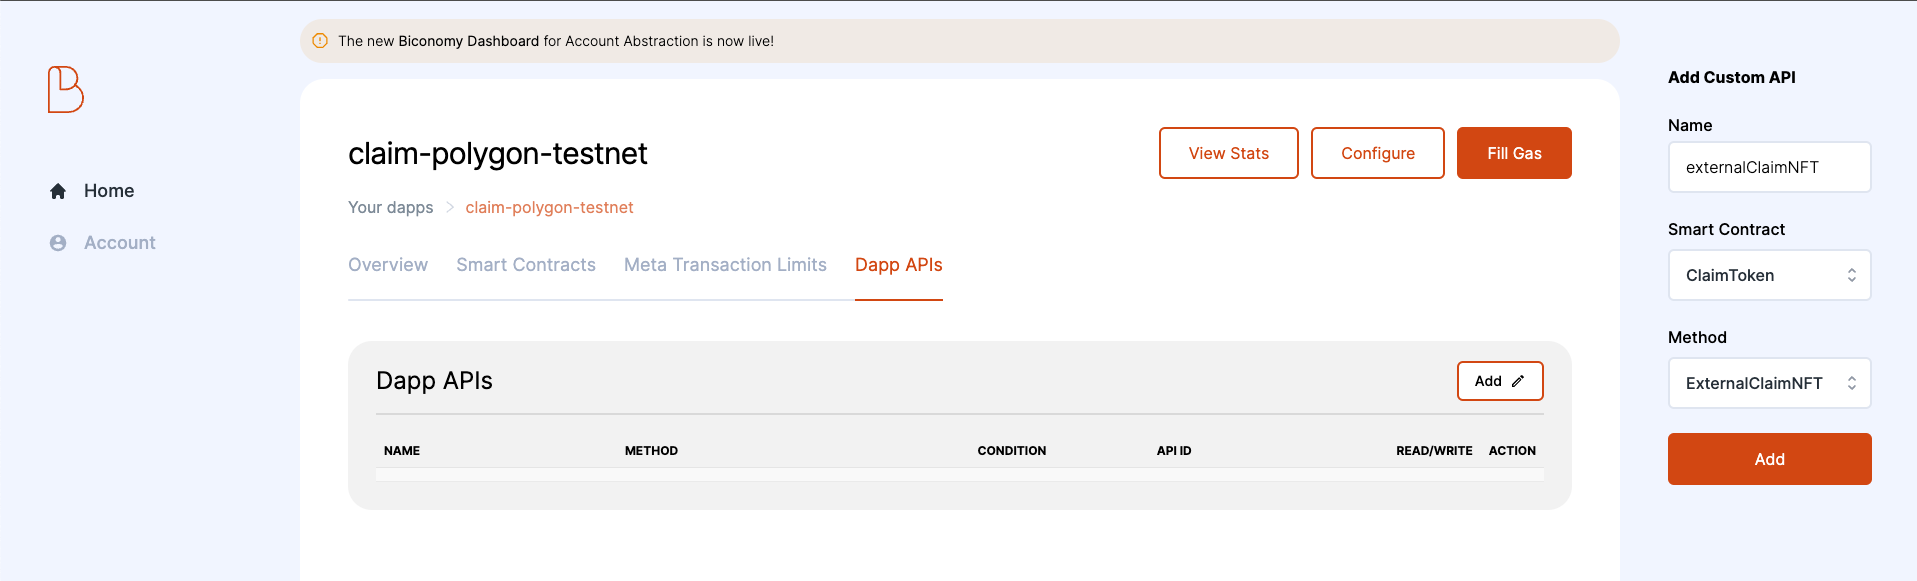 The new Biconomy Dashboard for Account Abstraction is now live!
Home
Account
claim-polygon-testnet
View Stats
Configure
Fill Gas
Your dapps > claim-polygon-testnet
Overview
Smart Contracts
Meta Transaction Limits
Dapp APIs
Dapp APIs
Add
NAME
METHOD
CONDITION
API ID
READ/WRITE
ACTION
Add Custom API
Name
externalClaimNFT
Smart Contract
ClaimToken
Method
ExternalClaimNFT
Add